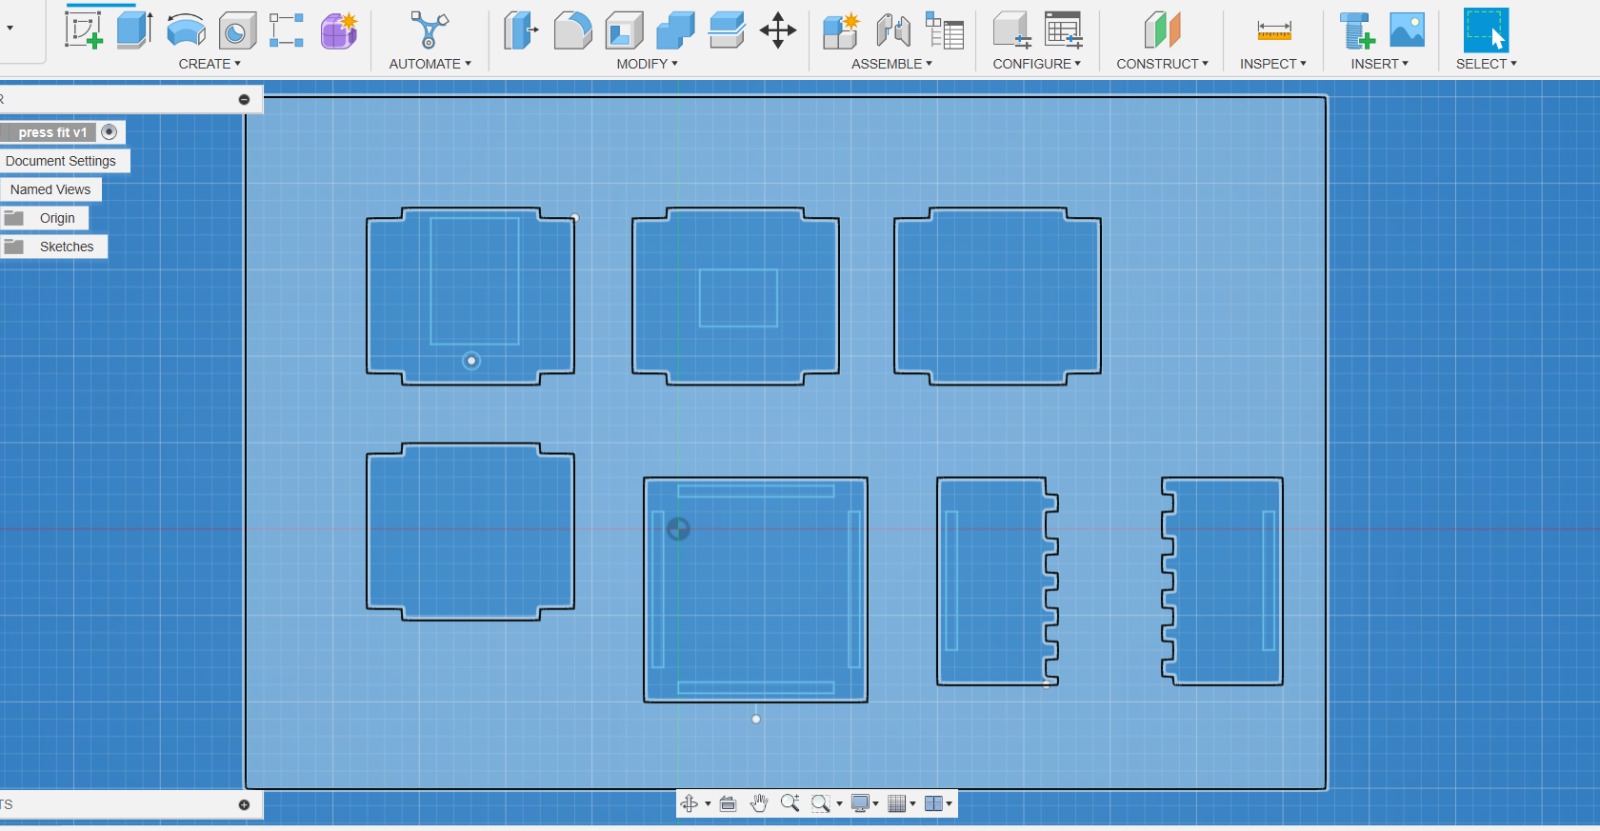 CREATE
AUTOMATE
MODIFY
ASSEMBLE
CONFIGURE
CONSTRUCT
INSPECT
INSERT
SELECT
R
press fit v1
Document Settings
Named Views
Origin
Sketches
TS